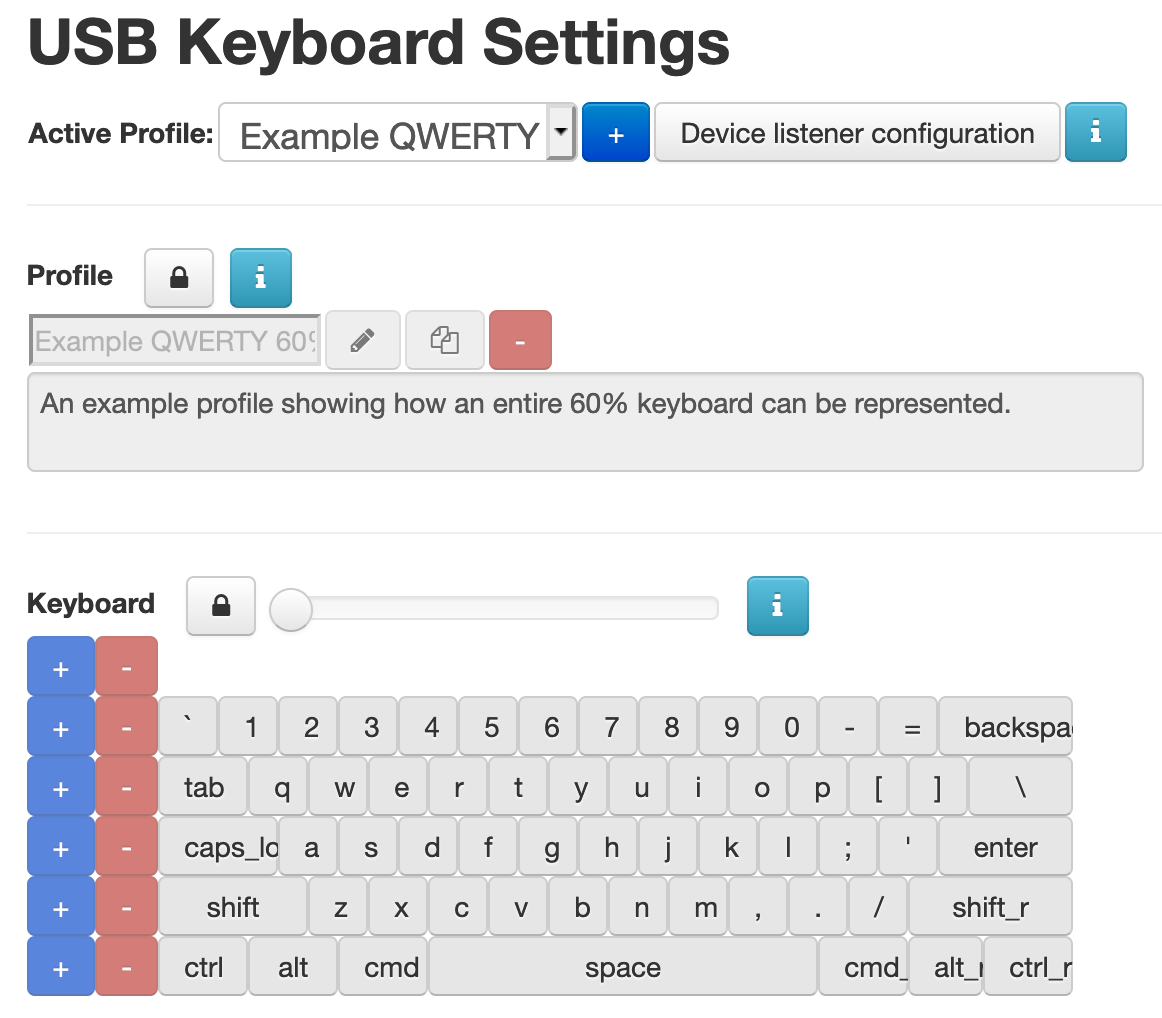 USB Keyboard Settings
Active Profile: Example QWERTY + Device listener configuration i
Profile i
Example QWERTY 60% -
An example profile showing how an entire 60% keyboard can be represented.
Keyboard i
+ -
+ - ` 1 2 3 4 5 6 7 8 9 0 - = backspa
+ - tab q w e r t y u i o p [ ] \
+ - caps_lo a s d f g h j k l ; ' enter
+ - shift z x c v b n m , . / shift_r
+ - ctrl alt cmd space cmd_ alt_r ctrl_r